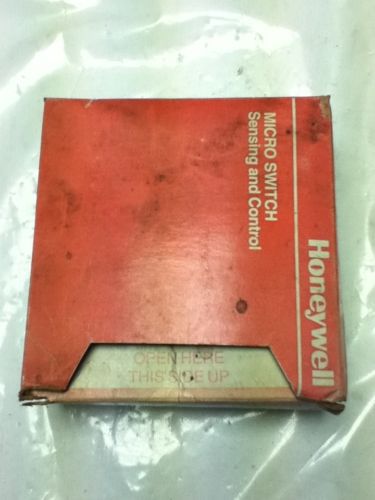 MICRO SWITCH
Sensing and Control
Honeywell
OPEN HERE
THIS SIDE UP